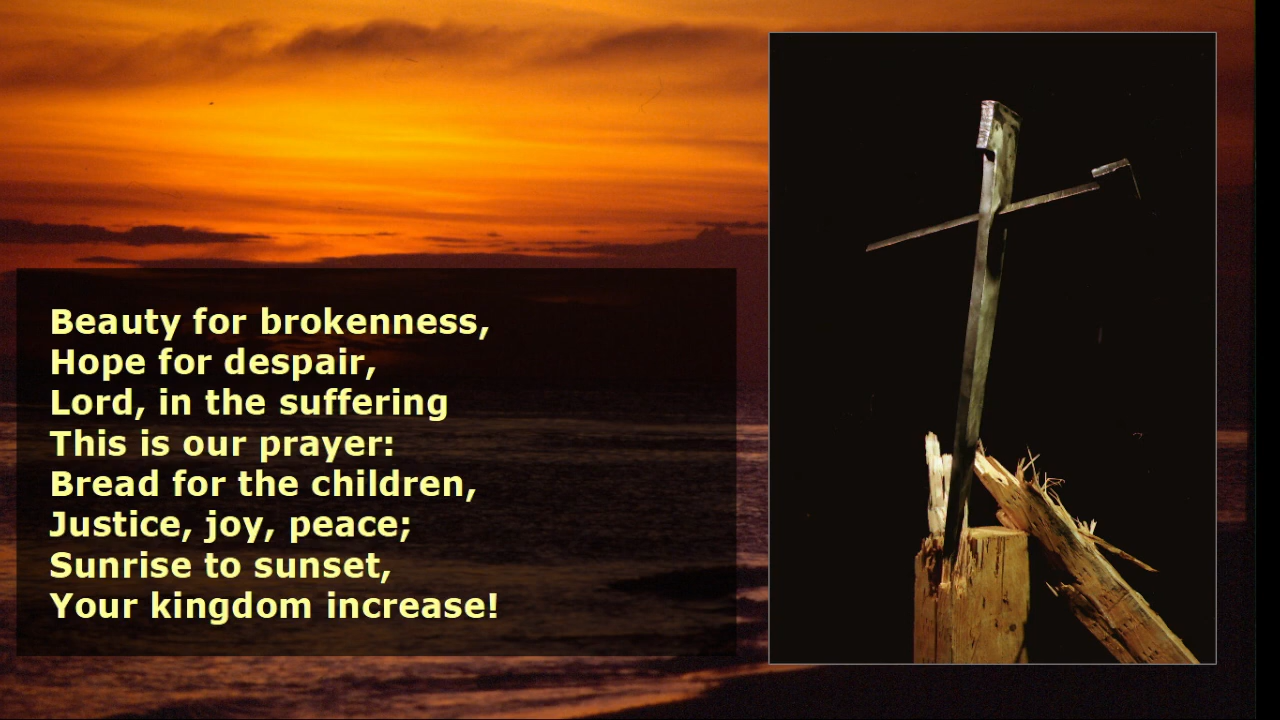 Beauty for brokenness,
Hope for despair,
Lord, in the suffering
This is our prayer:
Bread for the children,
Justice, joy, peace;
Sunrise to sunset,
Your kingdom increase!